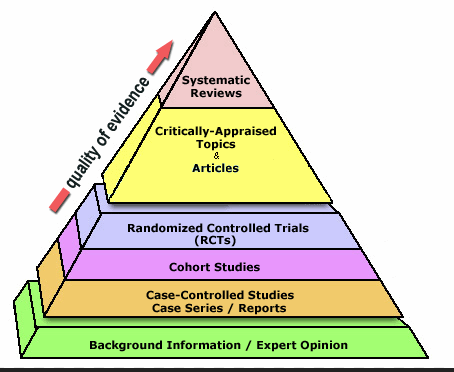 quality of evidence
Systematic
Reviews
Critically-Appraised
Topics
&
Articles
Randomized Controlled Trials
(RCTs)
Cohort Studies
Case-Controlled Studies
Case Series / Reports
Background Information / Expert Opinion